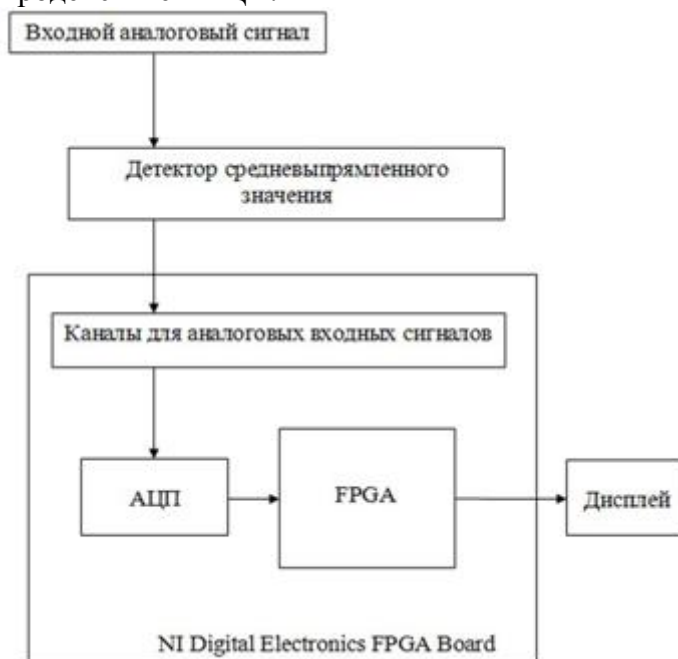 Входной аналоговый сигнал
Детектор средневыпрямленного
значения
Каналы для аналоговых входных сигналов
АЦП
FPGA
Дисплей
NI Digital Electronics FPGA Board